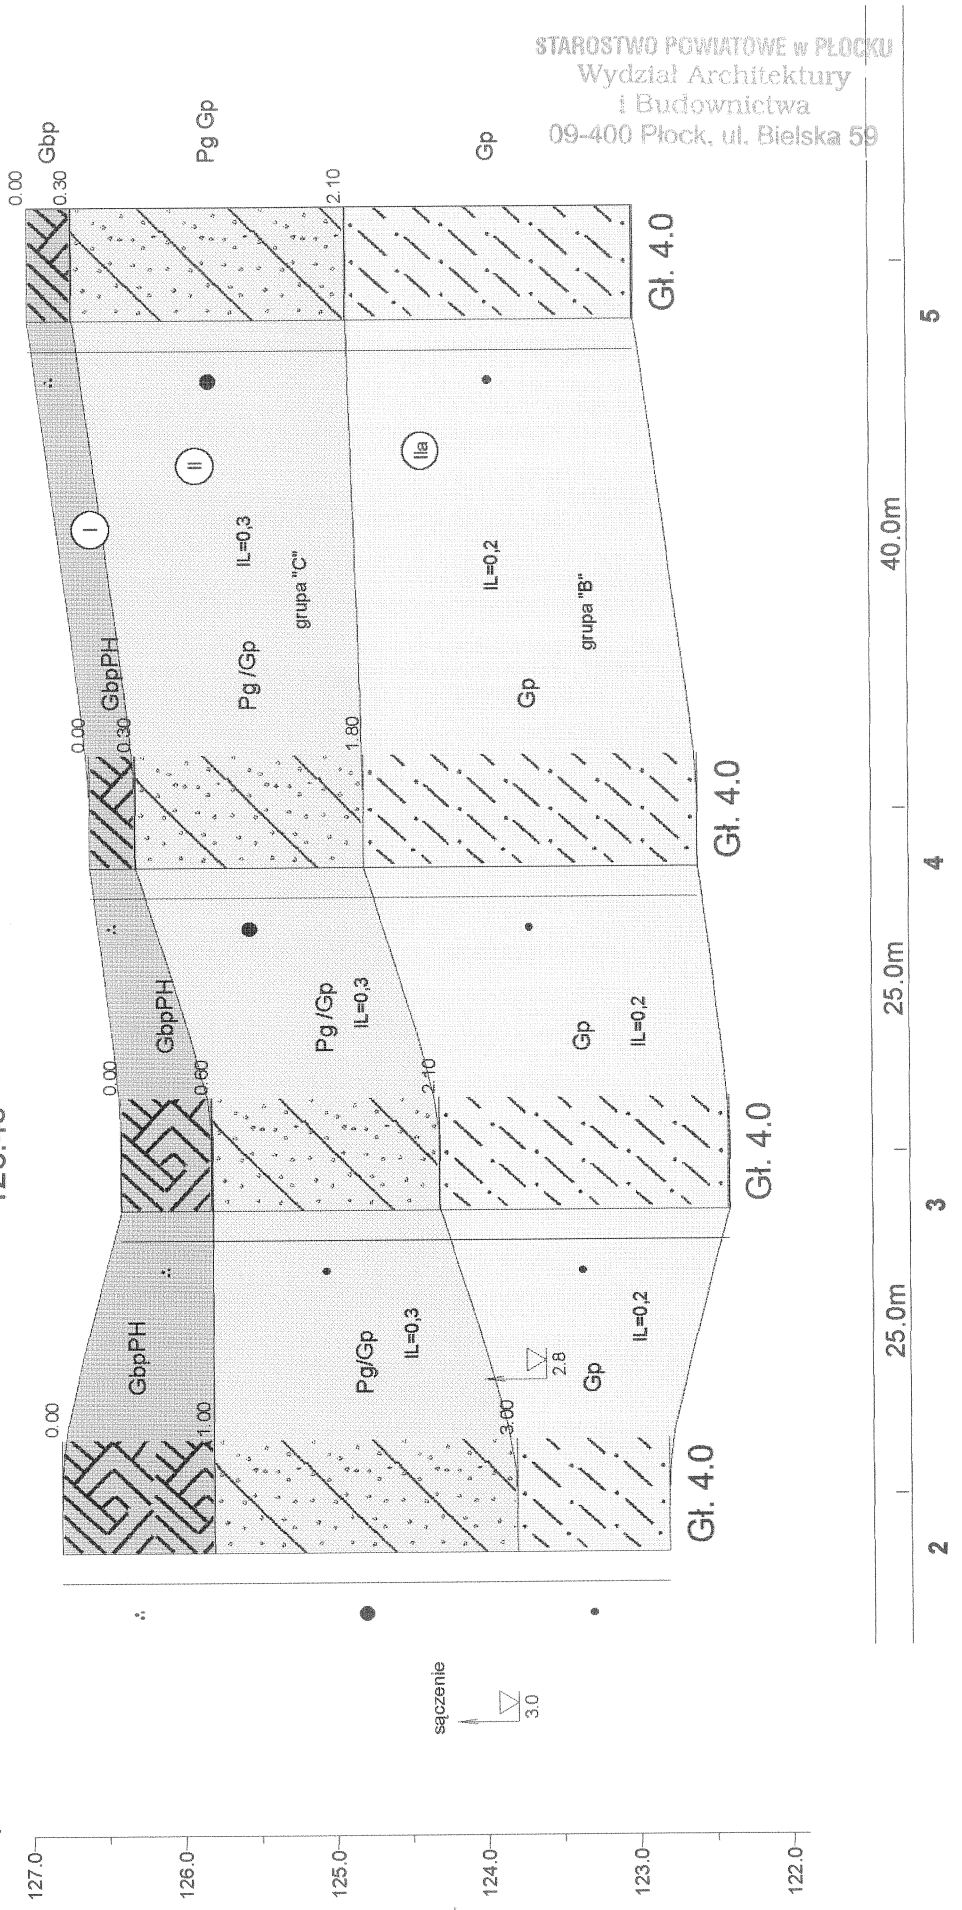 STAROSTWO POWIATOWE w PŁOCKU
Wydział Architektury
i Budownictwa
09-400 Płock, ul. Bielska 59
127.0
126.0
125.0
124.0
123.0
122.0
sączenie
3.0
0.00
1.00
3.00
Gł. 4.0
GbpPH
Pg/Gp
IL=0,3
2.8
Gp
IL=0,2
0.00
0.60
2.10
Gł. 4.0
GbpPH
Pg /Gp
IL=0,3
Gp
IL=0,2
0.00
0.30
1.80
Gł. 4.0
GbpPH
I
II
Pg /Gp
IL=0,3
grupa "C"
IIa
Gp
IL=0,2
grupa "B"
0.00
0.30
2.10
Gł. 4.0
Gbp
Pg Gp
Gp
25.0m
25.0m
40.0m
2
3
4
5